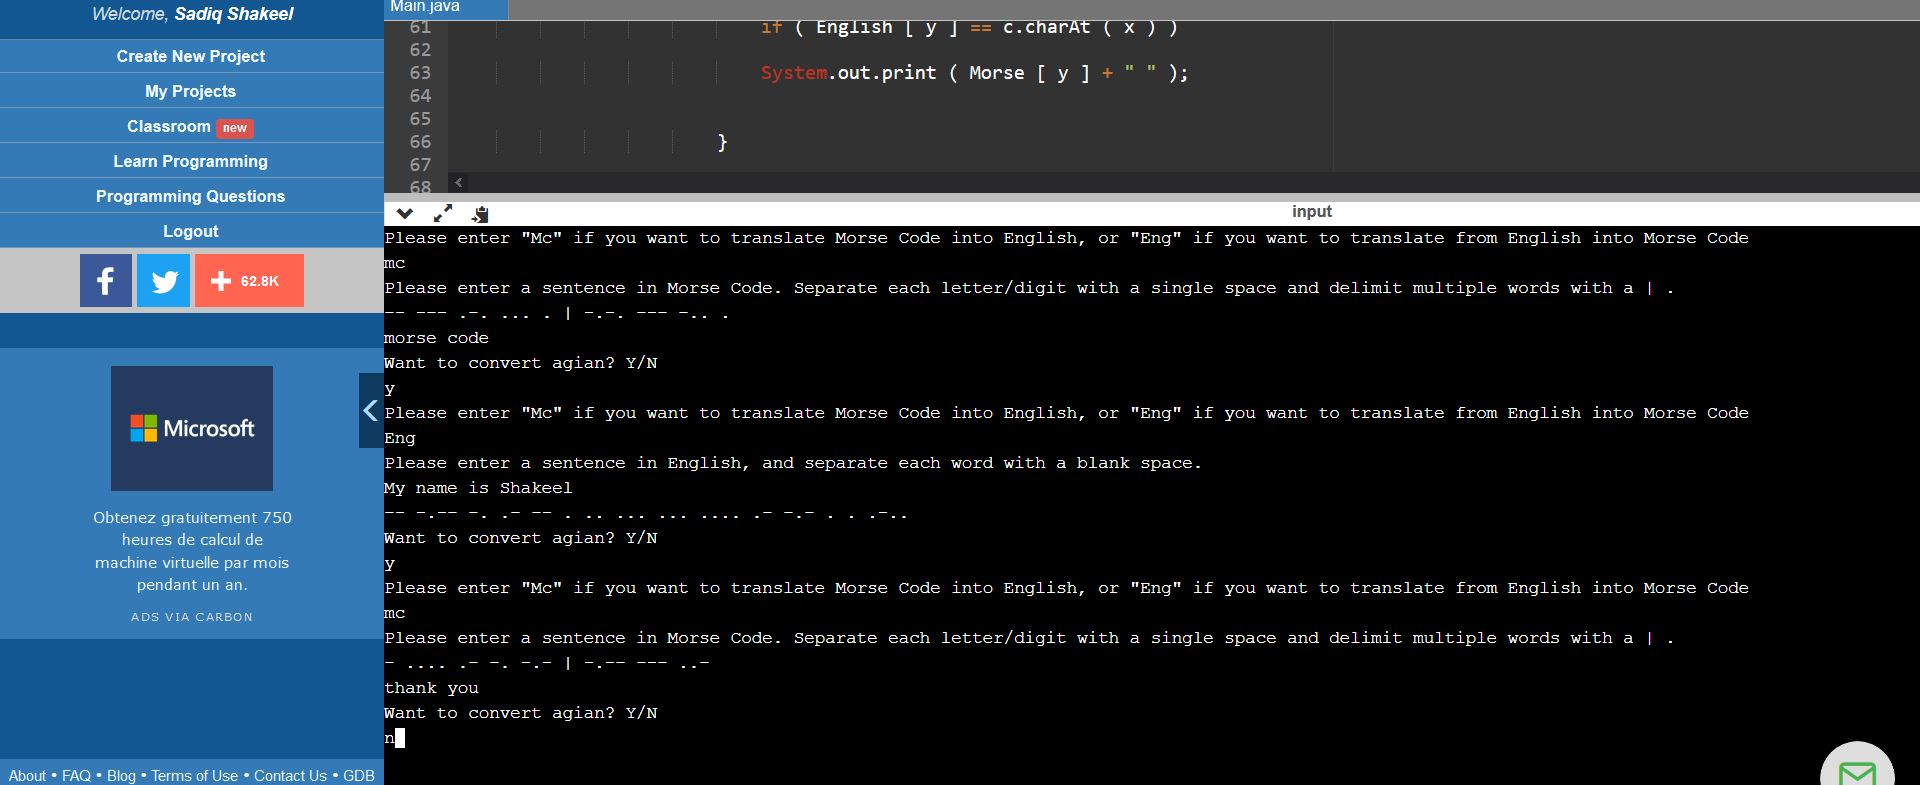 Welcome, Sadiq Shakeel
Create New Project
My Projects
Classroom new
Learn Programming
Programming Questions
Logout
62.8K
Microsoft
Obtenez gratuitement 750
heures de calcul de
machine virtuelle par mois
pendant un an.
ADS VIA CARBON
About • FAQ • Blog • Terms of Use • Contact Us • GDB
Main.java
61 if ( English [ y ] == c.charAt ( x ) )
62
63 System.out.print ( Morse [ y ] + " " );
64
65
66 }
67
68
input
Please enter "Mc" if you want to translate Morse Code into English, or "Eng" if you want to translate from English into Morse Code
mc
Please enter a sentence in Morse Code. Separate each letter/digit with a single space and delimit multiple words with a | .
-- --- .-. ... . | -.-. --- -.. .
morse code
Want to convert agian? Y/N
y
Please enter "Mc" if you want to translate Morse Code into English, or "Eng" if you want to translate from English into Morse Code
Eng
Please enter a sentence in English, and separate each word with a blank space.
My name is Shakeel
-- -.-- -. .- -- . .. ... ... .... .- -.- . . .-..
Want to convert agian? Y/N
y
Please enter "Mc" if you want to translate Morse Code into English, or "Eng" if you want to translate from English into Morse Code
mc
Please enter a sentence in Morse Code. Separate each letter/digit with a single space and delimit multiple words with a | .
- .... .- -. -.- | -.-- --- ..-
thank you
Want to convert agian? Y/N
n